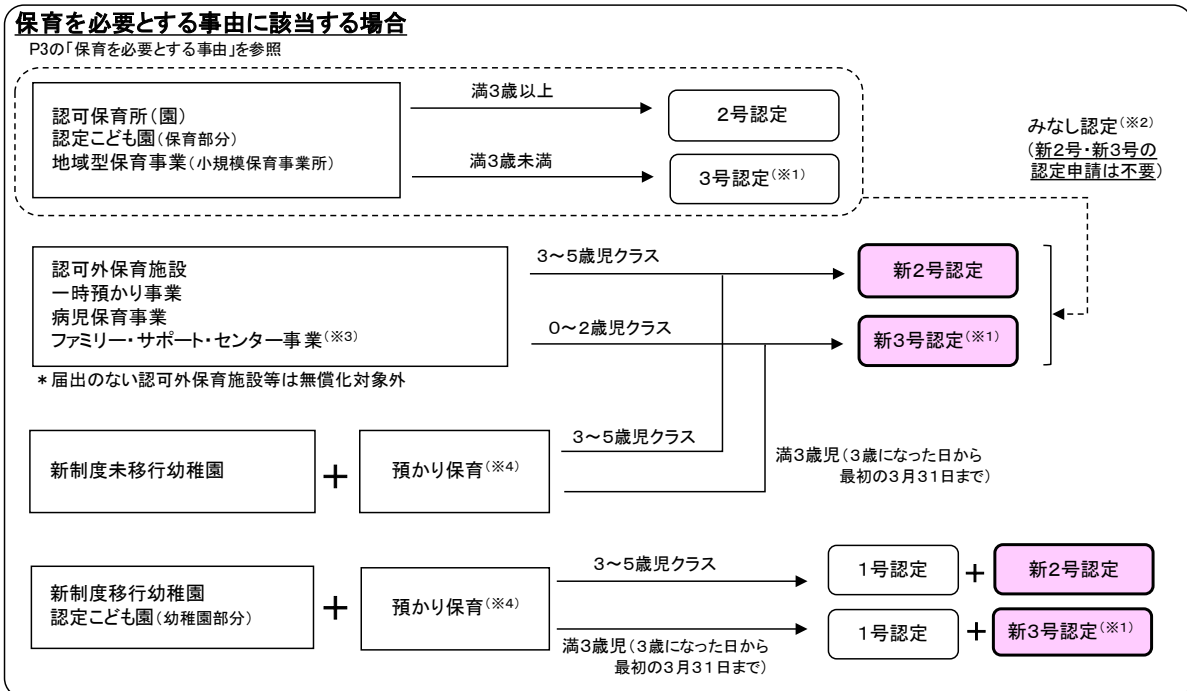 保育を必要とする事由に該当する場合
P3の「保育を必要とする事由」を参照
認可保育所(園)
認定こども園(保育部分)
地域型保育事業(小規模保育事業所)
満3歳以上
2号認定
満3歳未満
3号認定(※1)
みなし認定(※2)
(新2号・新3号の
認定申請は不要)
認可外保育施設
一時預かり事業
病児保育事業
ファミリー・サポート・センター事業(※3)
3~5歳児クラス
新2号認定
0~2歳児クラス
新3号認定(※1)
*届出のない認可外保育施設等は無償化対象外
新制度未移行幼稚園
+
預かり保育(※4)
3~5歳児クラス
満3歳児(3歳になった日から
最初の3月31日まで)
新制度移行幼稚園
認定こども園(幼稚園部分)
+
預かり保育(※4)
3~5歳児クラス
1号認定
+
新2号認定
満3歳児(3歳になった日から
最初の3月31日まで)
1号認定
+
新3号認定(※1)